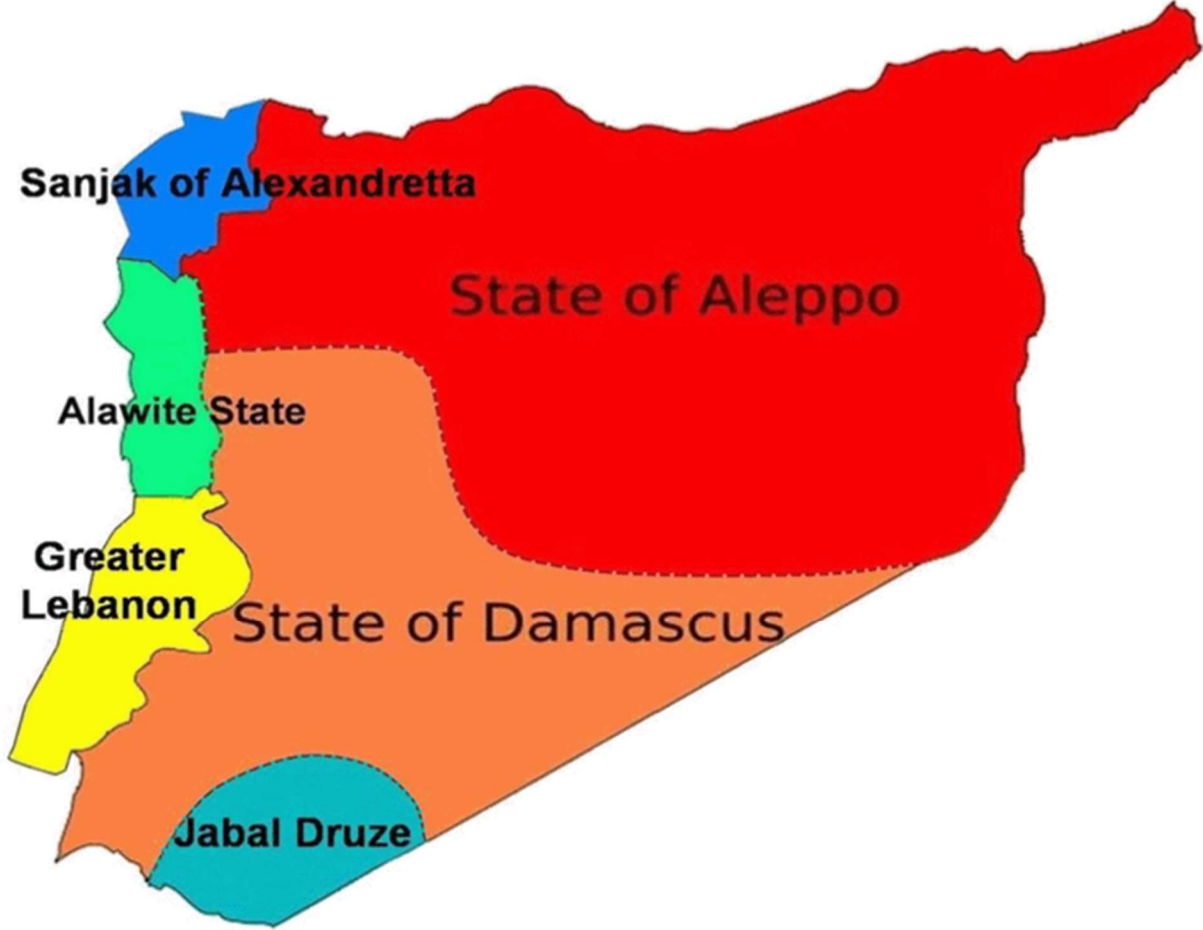 Sanjak of Alexandretta
State of Aleppo
Alawite State
Greater
Lebanon
State of Damascus
Jabal Druze